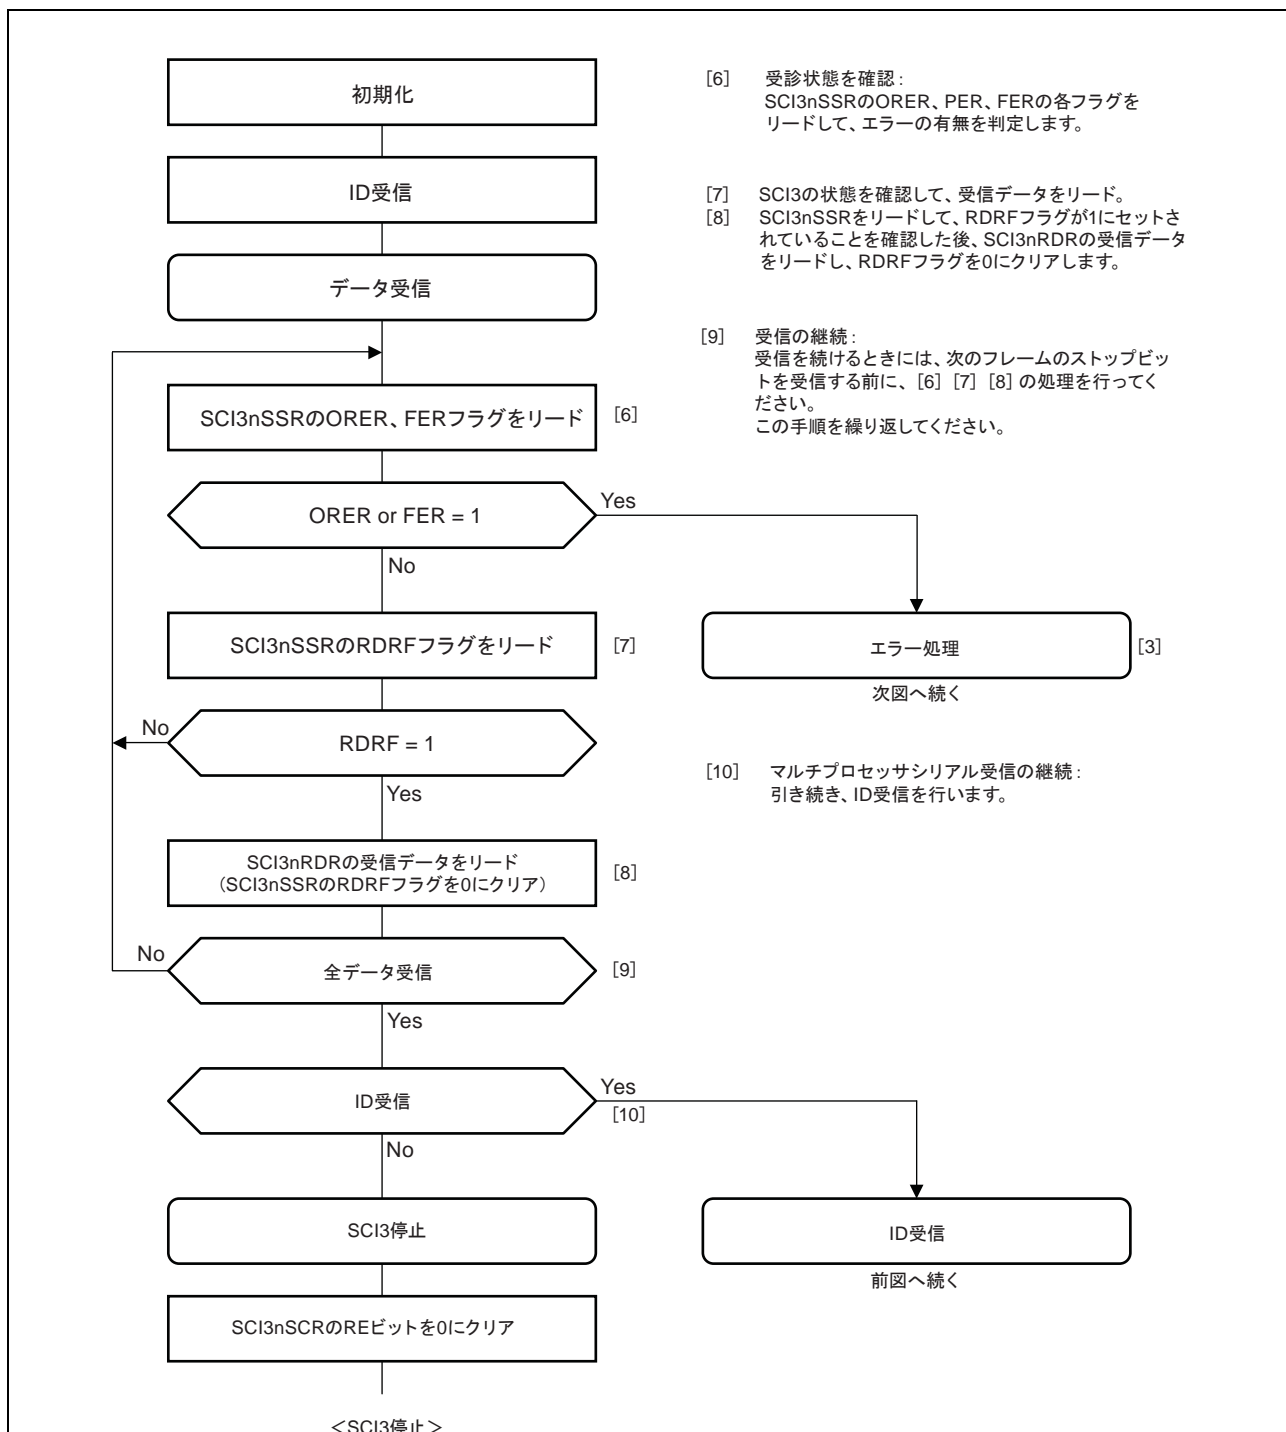 初期化
ID受信
データ受信
SCI3nSSRのORER、FERフラグをリード [6]
ORER or FER = 1
Yes
No
SCI3nSSRのRDRFフラグをリード [7]
エラー処理 [3]
次図へ続く
No
RDRF = 1
Yes
SCI3nRDRの受信データをリード
（SCI3nSSRのRDRFフラグを0にクリア） [8]
No
全データ受信 [9]
Yes
ID受信
Yes
[10]
No
SCI3停止
ID受信
前図へ続く
SCI3nSCRのREビットを0にクリア
＜SCI3停止＞
[6] 受診状態を確認：
SCI3nSSRのORER、PER、FERの各フラグを
リードして、エラーの有無を判定します。
[7] SCI3の状態を確認して、受信データをリード。
[8] SCI3nSSRをリードして、RDRFフラグが1にセットさ
れていることを確認した後、SCI3nRDRの受信データ
をリードし、RDRFフラグを0にクリアします。
[9] 受信の継続：
受信を続けるときには、次のフレームのストップビッ
トを受信する前に、[6] [7] [8] の処理を行ってく
ださい。
この手順を繰り返してください。
[10] マルチプロセッサシリアル受信の継続：
引き続き、ID受信を行います。